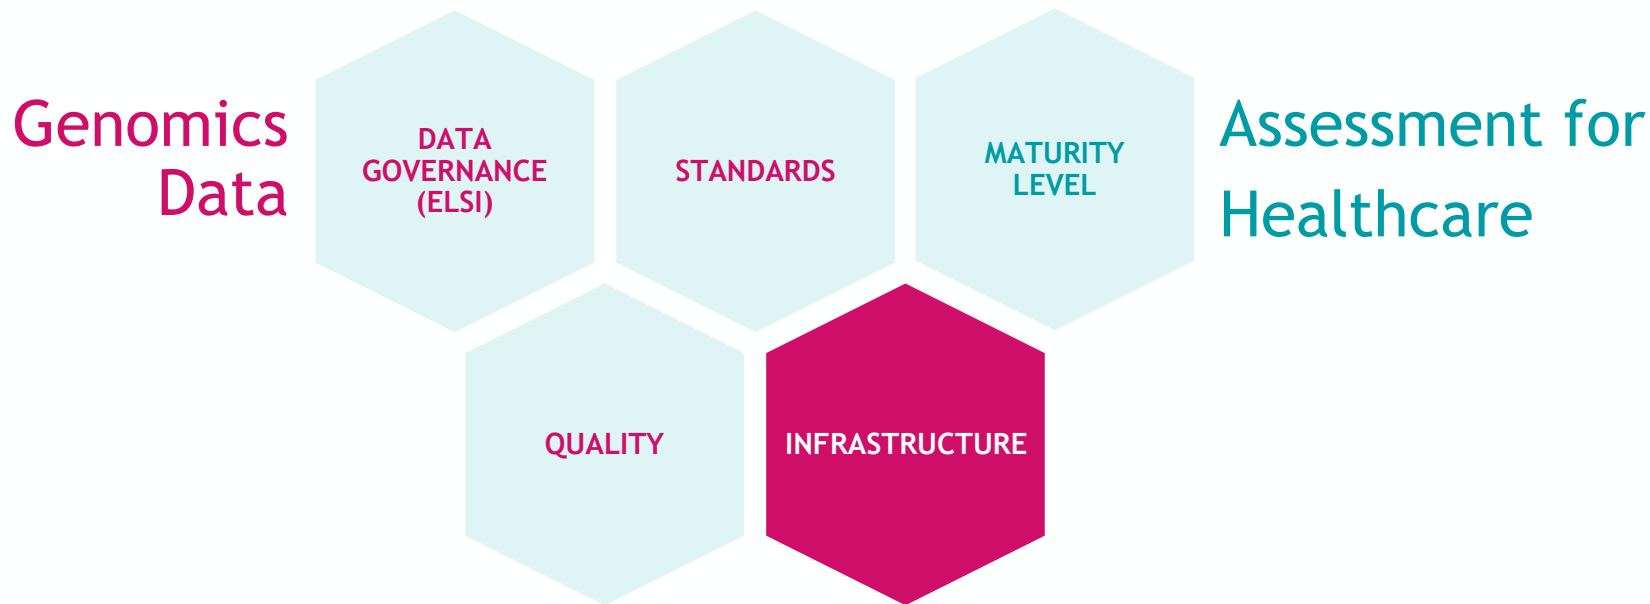 Genomics
Data
DATA
GOVERNANCE
(ELSI)
STANDARDS
MATURITY
LEVEL
Assessment for
Healthcare
QUALITY
INFRASTRUCTURE